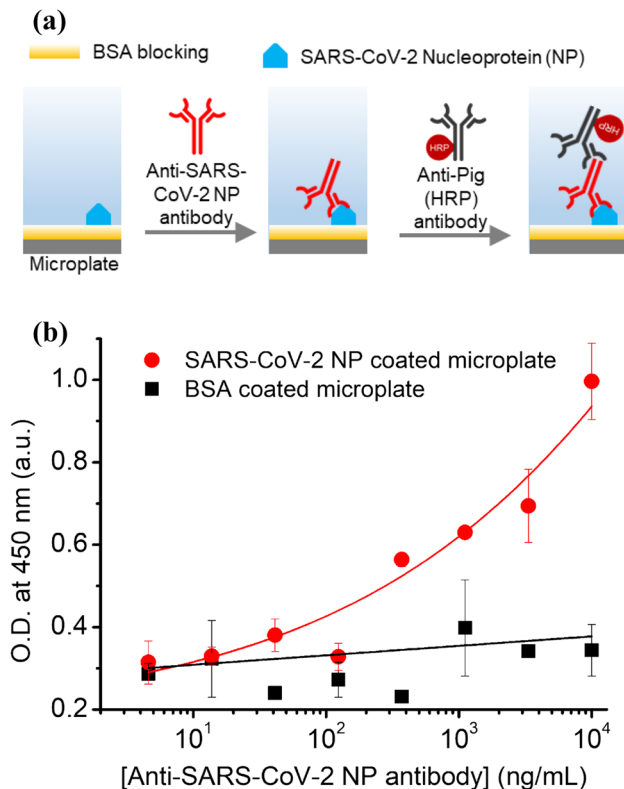 (a)
BSA blocking
SARS-CoV-2 Nucleoprotein (NP)
Anti-SARS-
CoV-2 NP
antibody
HRP
Anti-Pig
(HRP)
antibody
HRP
Microplate
(b)
SARS-CoV-2 NP coated microplate
BSA coated microplate
O.D. at 450 nm (a.u.)
1.0
0.8
0.6
0.4
0.2
10¹
10²
10³
10⁴
[Anti-SARS-CoV-2 NP antibody] (ng/mL)